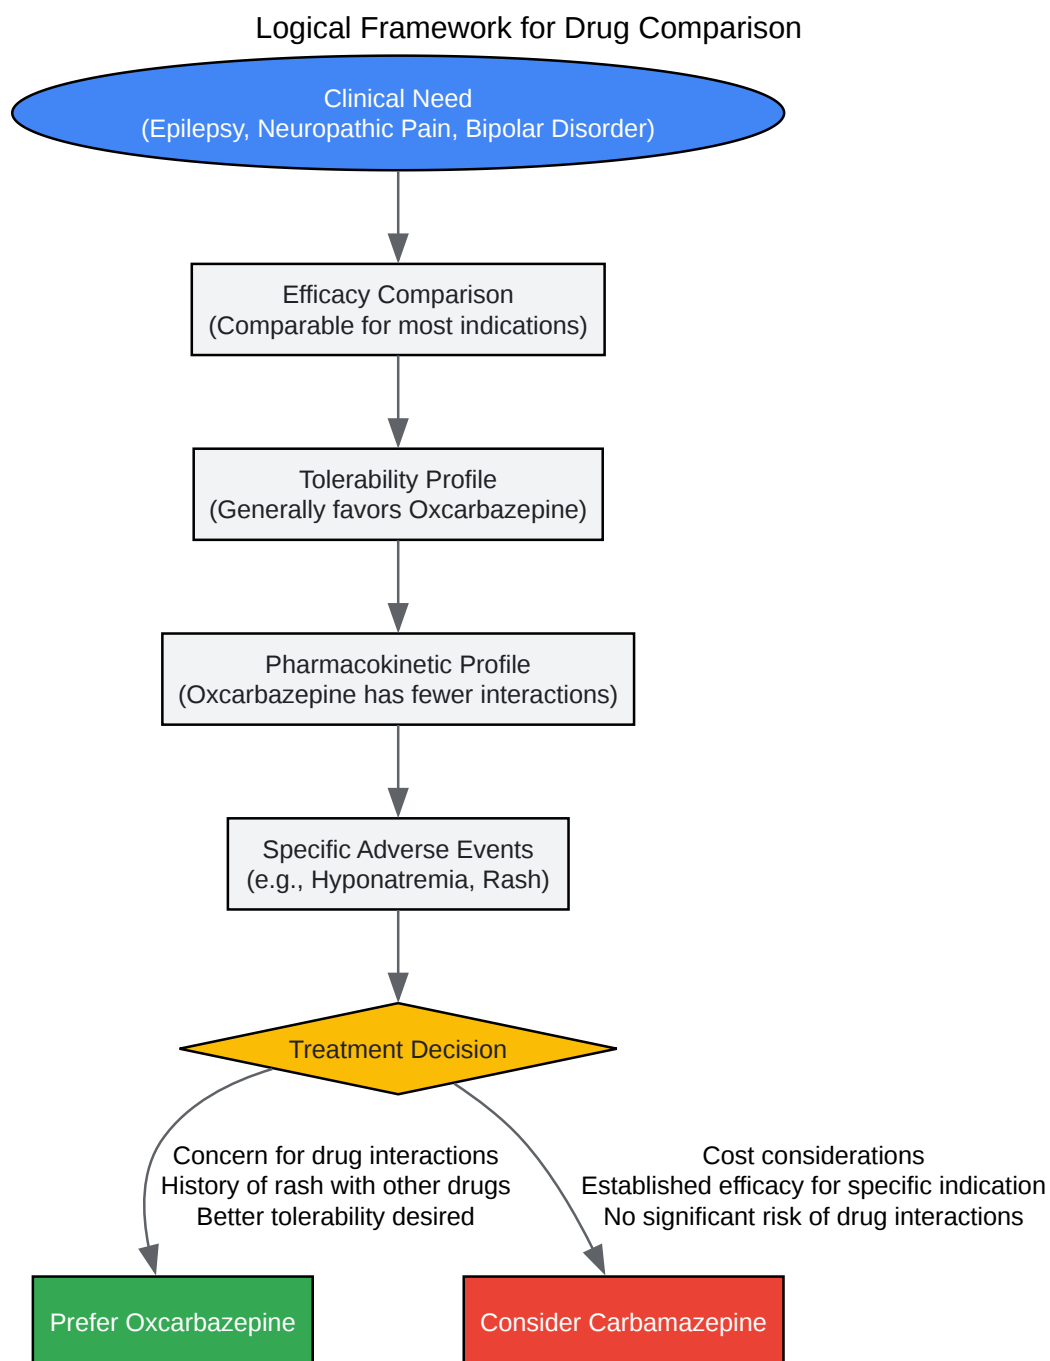 Logical Framework for Drug Comparison
Clinical Need
(Epilepsy, Neuropathic Pain, Bipolar Disorder)
Efficacy Comparison
(Comparable for most indications)
Tolerability Profile
(Generally favors Oxcarbazepine)
Pharmacokinetic Profile
(Oxcarbazepine has fewer interactions)
Specific Adverse Events
(e.g., Hyponatremia, Rash)
Treatment Decision
Concern for drug interactions
History of rash with other drugs
Better tolerability desired
Cost considerations
Established efficacy for specific indication
No significant risk of drug interactions
Prefer Oxcarbazepine
Consider Carbamazepine